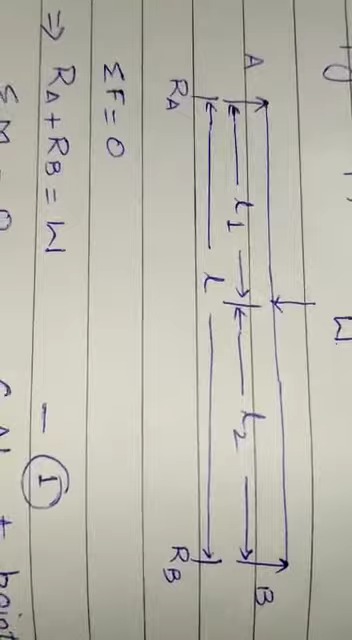 W
A B
l1 l2
RA l RB
ΣF = 0
⇒ RA + RB = W - (1)